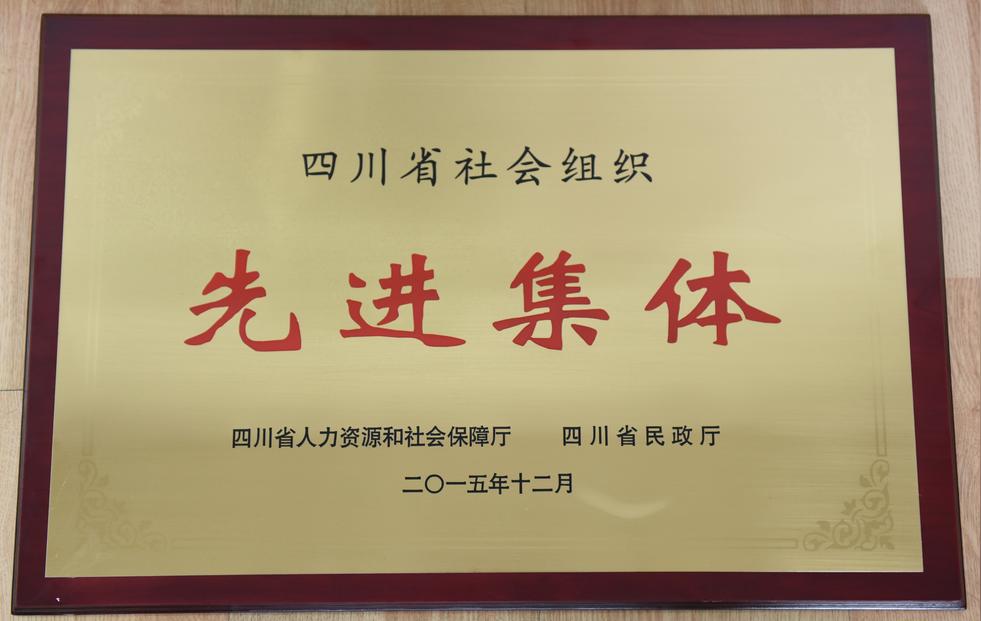 四川省社会组织
先进集体
四川省人力资源和社会保障厅 四川省民政厅
二〇一五年十二月